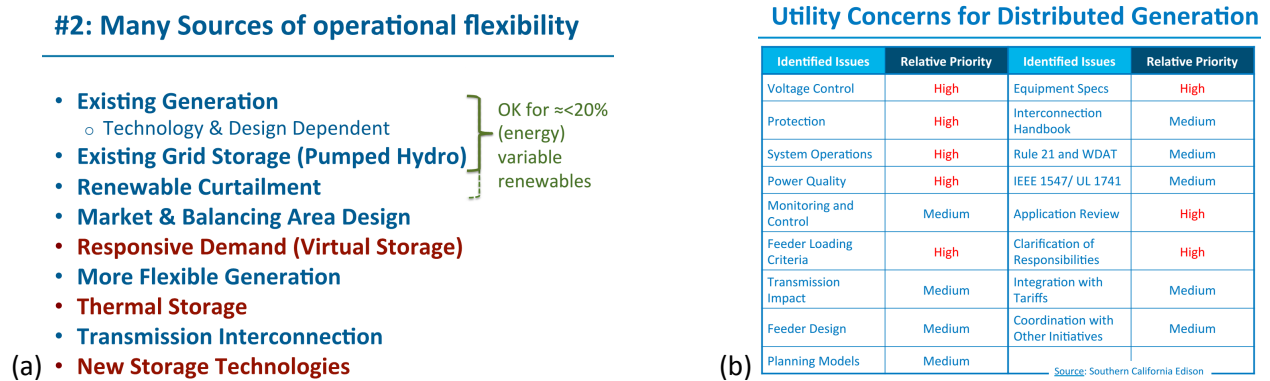 #2: Many Sources of operational flexibility
• Existing Generation
o Technology & Design Dependent
• Existing Grid Storage (Pumped Hydro)
• Renewable Curtailment
• Market & Balancing Area Design
• Responsive Demand (Virtual Storage)
• More Flexible Generation
• Thermal Storage
• Transmission Interconnection
• New Storage Technologies
OK for ≈<20%
(energy)
variable
renewables
(a)
Utility Concerns for Distributed Generation
Identified Issues Relative Priority Identified Issues Relative Priority
Voltage Control High Equipment Specs High
Protection High Interconnection
Handbook Medium
System Operations High Rule 21 and WDAT Medium
Power Quality High IEEE 1547/ UL 1741 Medium
Monitoring and
Control Medium Application Review High
Feeder Loading
Criteria High Clarification of
Responsibilities High
Transmission
Impact Medium Integration with
Tariffs Medium
Feeder Design Medium Coordination with
Other Initiatives Medium
Planning Models Medium
Source: Southern California Edison
(b)